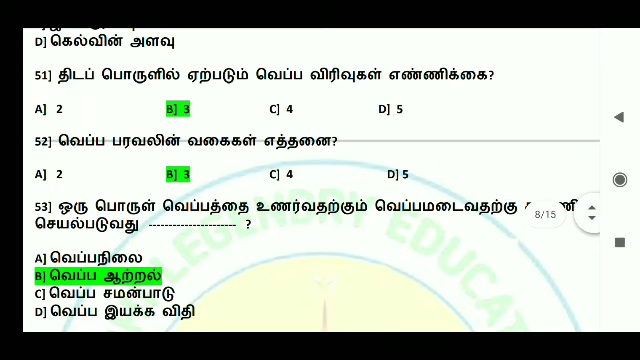 D] கெல்வின் அளவு
51] திடப் பொருளில் ஏற்படும் வெப்ப விரிவுகள் எண்ணிக்கை?
A] 2 B] 3 C] 4 D] 5
52] வெப்ப பரவலின் வகைகள் எத்தனை?
A] 2 B] 3 C] 4 D] 5
53] ஒரு பொருள் வெப்பத்தை உணர்வதற்கும் வெப்பமடைவதற்கு
8/15
செயல்படுவது ---------------------- ?
A] வெப்பநிலை
B] வெப்ப ஆற்றல்
C] வெப்ப சமன்பாடு
D] வெப்ப இயக்க விதி
LEGENDRY EDUCAT